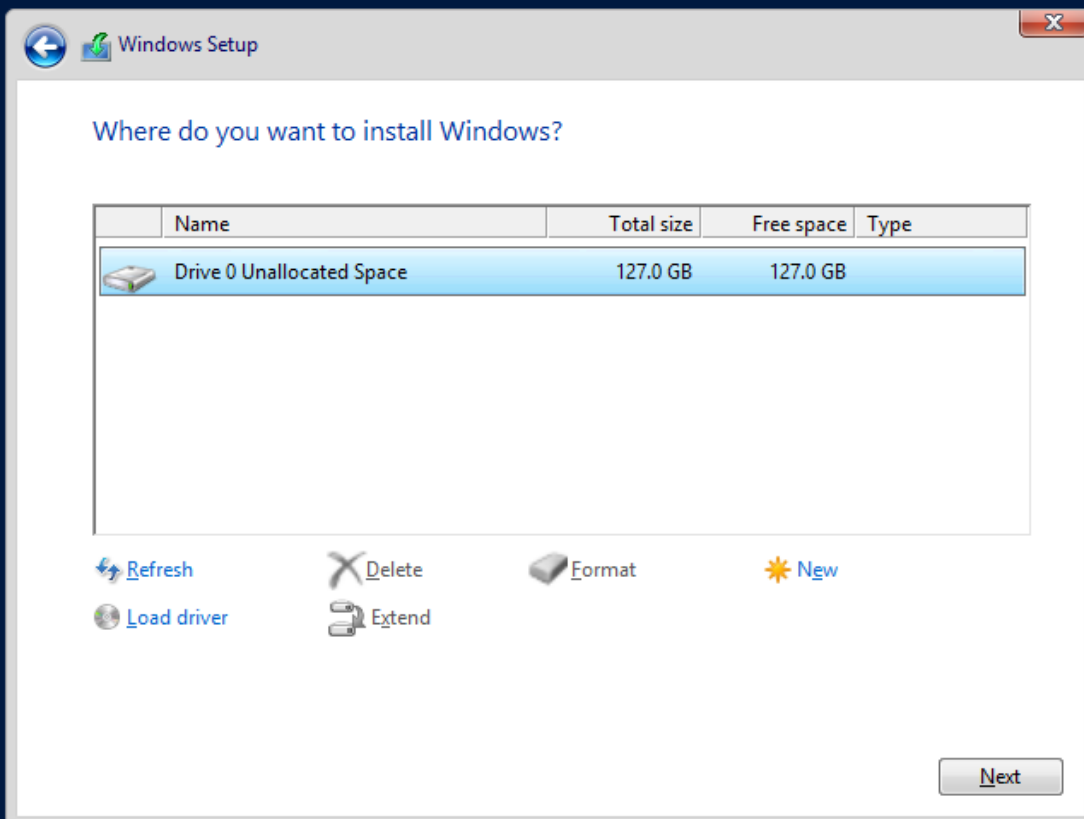 Windows Setup
Where do you want to install Windows?
Name Total size Free space Type
Drive 0 Unallocated Space 127.0 GB 127.0 GB
Refresh Delete Format New
Load driver Extend
Next